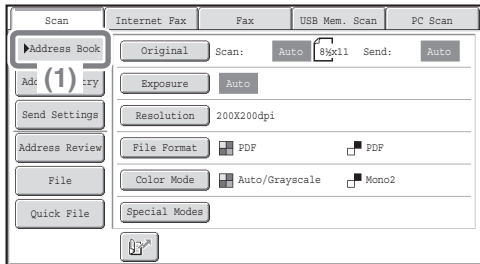 Scan Internet Fax Fax USB Mem. Scan PC Scan
Address Book Original Scan: Auto 8½x11 Send: Auto
(1) Exposure Auto
Send Settings Resolution 200X200dpi
Address Review File Format PDF PDF
File Color Mode Auto/Grayscale Mono2
Quick File Special Modes